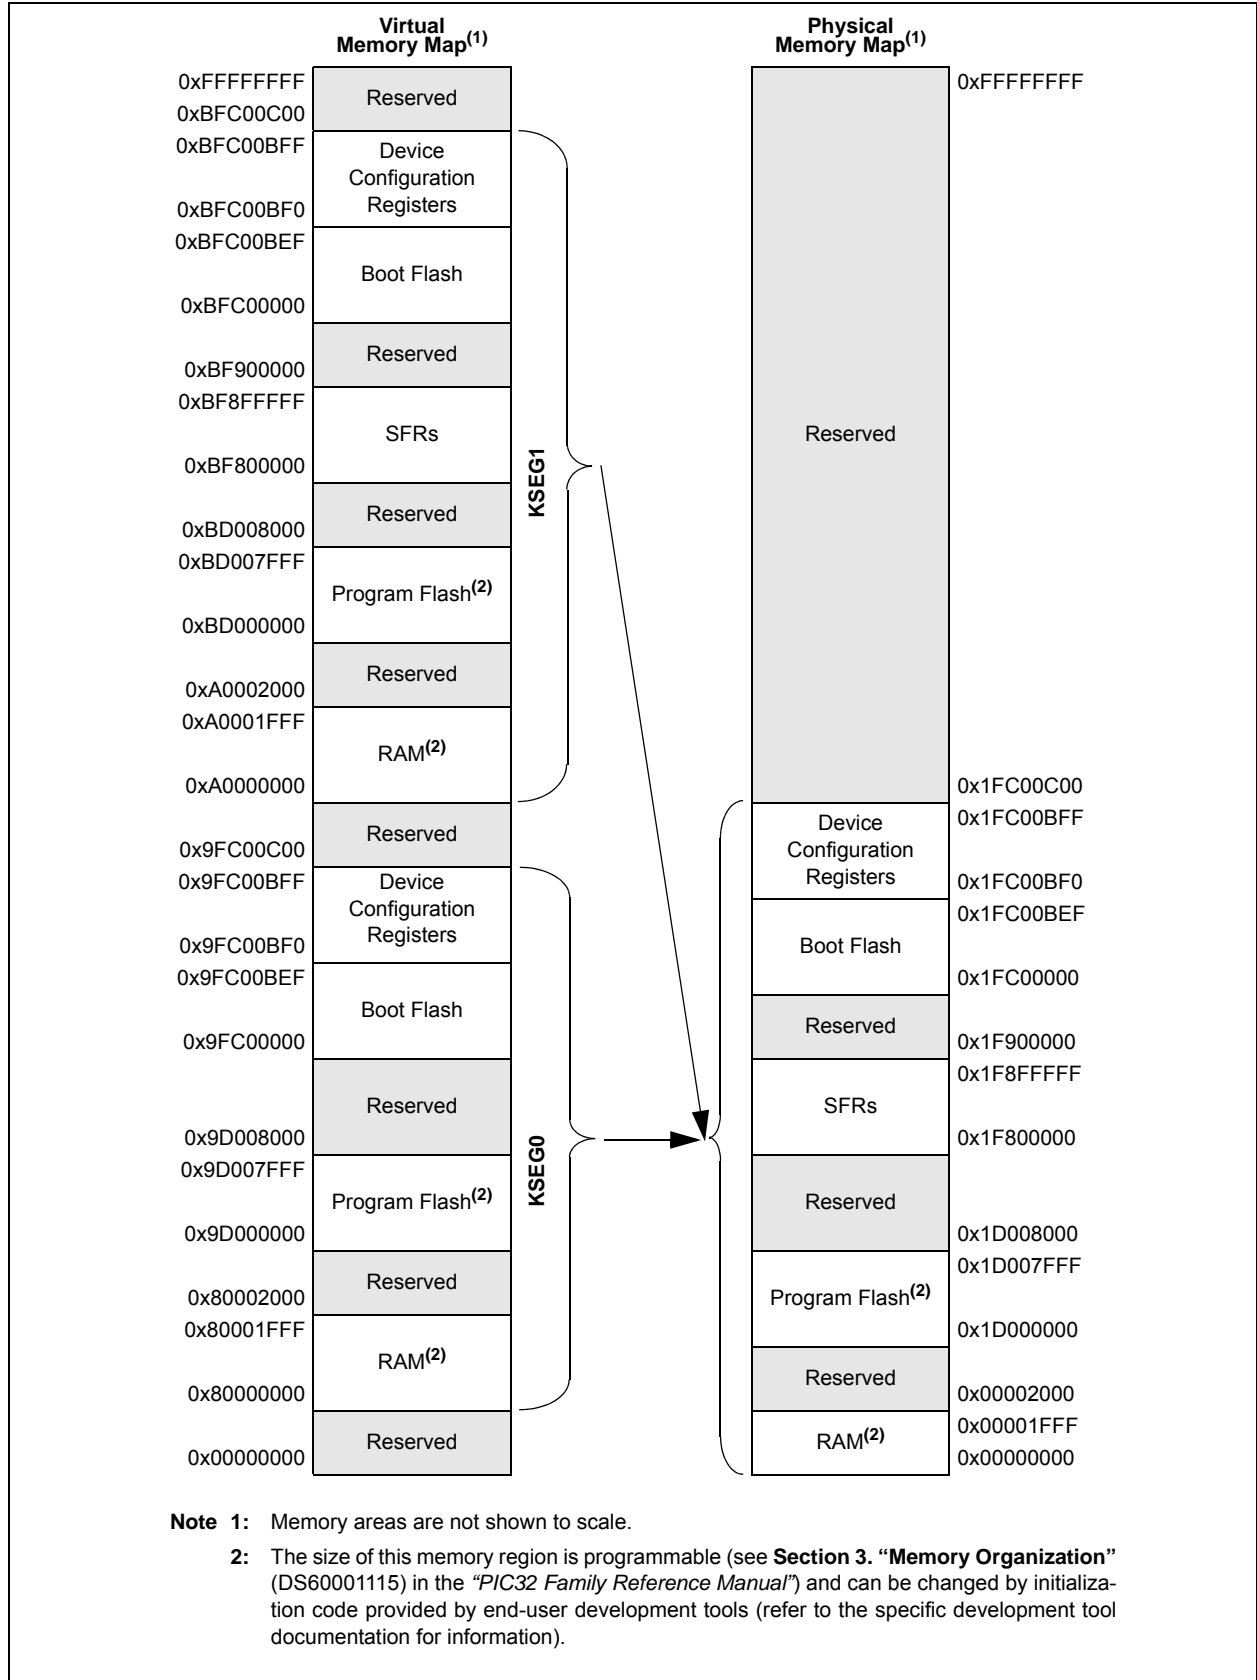 Virtual
Memory Map(1)
Physical
Memory Map(1)
0xFFFFFFFF
Reserved
0xBFC00C00
0xBFC00BFF
Device
Configuration
Registers
0xBFC00BF0
0xBFC00BEF
Boot Flash
0xBFC00000
Reserved
0xBF900000
0xBF8FFFFF
SFRs
0xBF800000
Reserved
0xBD008000
0xBD007FFF
Program Flash(2)
0xBD000000
Reserved
0xA0002000
0xA0001FFF
RAM(2)
0xA0000000
KSEG1
Reserved
0x9FC00C00
0x9FC00BFF
Device
Configuration
Registers
0x9FC00BF0
0x9FC00BEF
Boot Flash
0x9FC00000
Reserved
0x9D008000
0x9D007FFF
Program Flash(2)
0x9D000000
Reserved
0x80002000
0x80001FFF
RAM(2)
0x80000000
KSEG0
Reserved
0x00000000
0xFFFFFFFF
Reserved
0x1FC00C00
0x1FC00BFF
Device
Configuration
Registers
0x1FC00BF0
0x1FC00BEF
Boot Flash
0x1FC00000
Reserved
0x1F900000
0x1F8FFFFF
SFRs
0x1F800000
Reserved
0x1D008000
0x1D007FFF
Program Flash(2)
0x1D000000
Reserved
0x00002000
0x00001FFF
RAM(2)
0x00000000
Note 1: Memory areas are not shown to scale.
2: The size of this memory region is programmable (see Section 3. “Memory Organization”
(DS60001115) in the “PIC32 Family Reference Manual”) and can be changed by initializa-
tion code provided by end-user development tools (refer to the specific development tool
documentation for information).